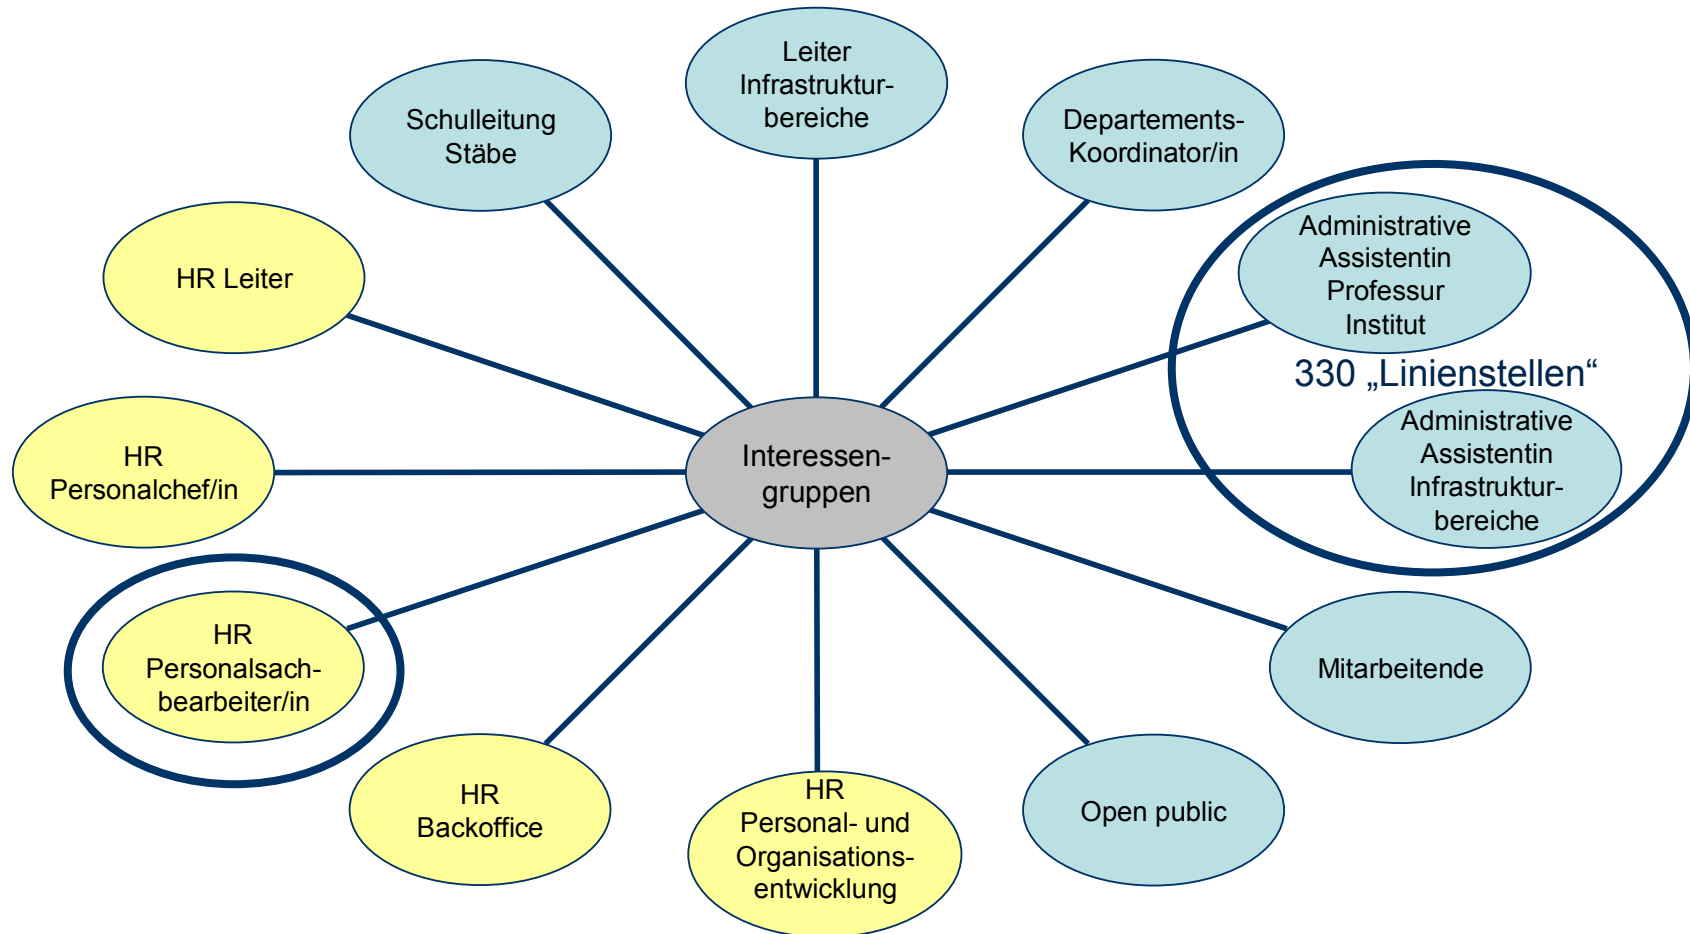 Leiter
Infrastruktur-
bereiche
Schulleitung
Stäbe
Departements-
Koordinator/in
Administrative
Assistentin
Professur
Institut
HR Leiter
330 „Linienstellen“
Administrative
Assistentin
Infrastruktur-
bereiche
HR
Personalchef/in
Interessen-
gruppen
HR
Personalsach-
bearbeiter/in
Mitarbeitende
HR
Backoffice
HR
Personal- und
Organisations-
entwicklung
Open public